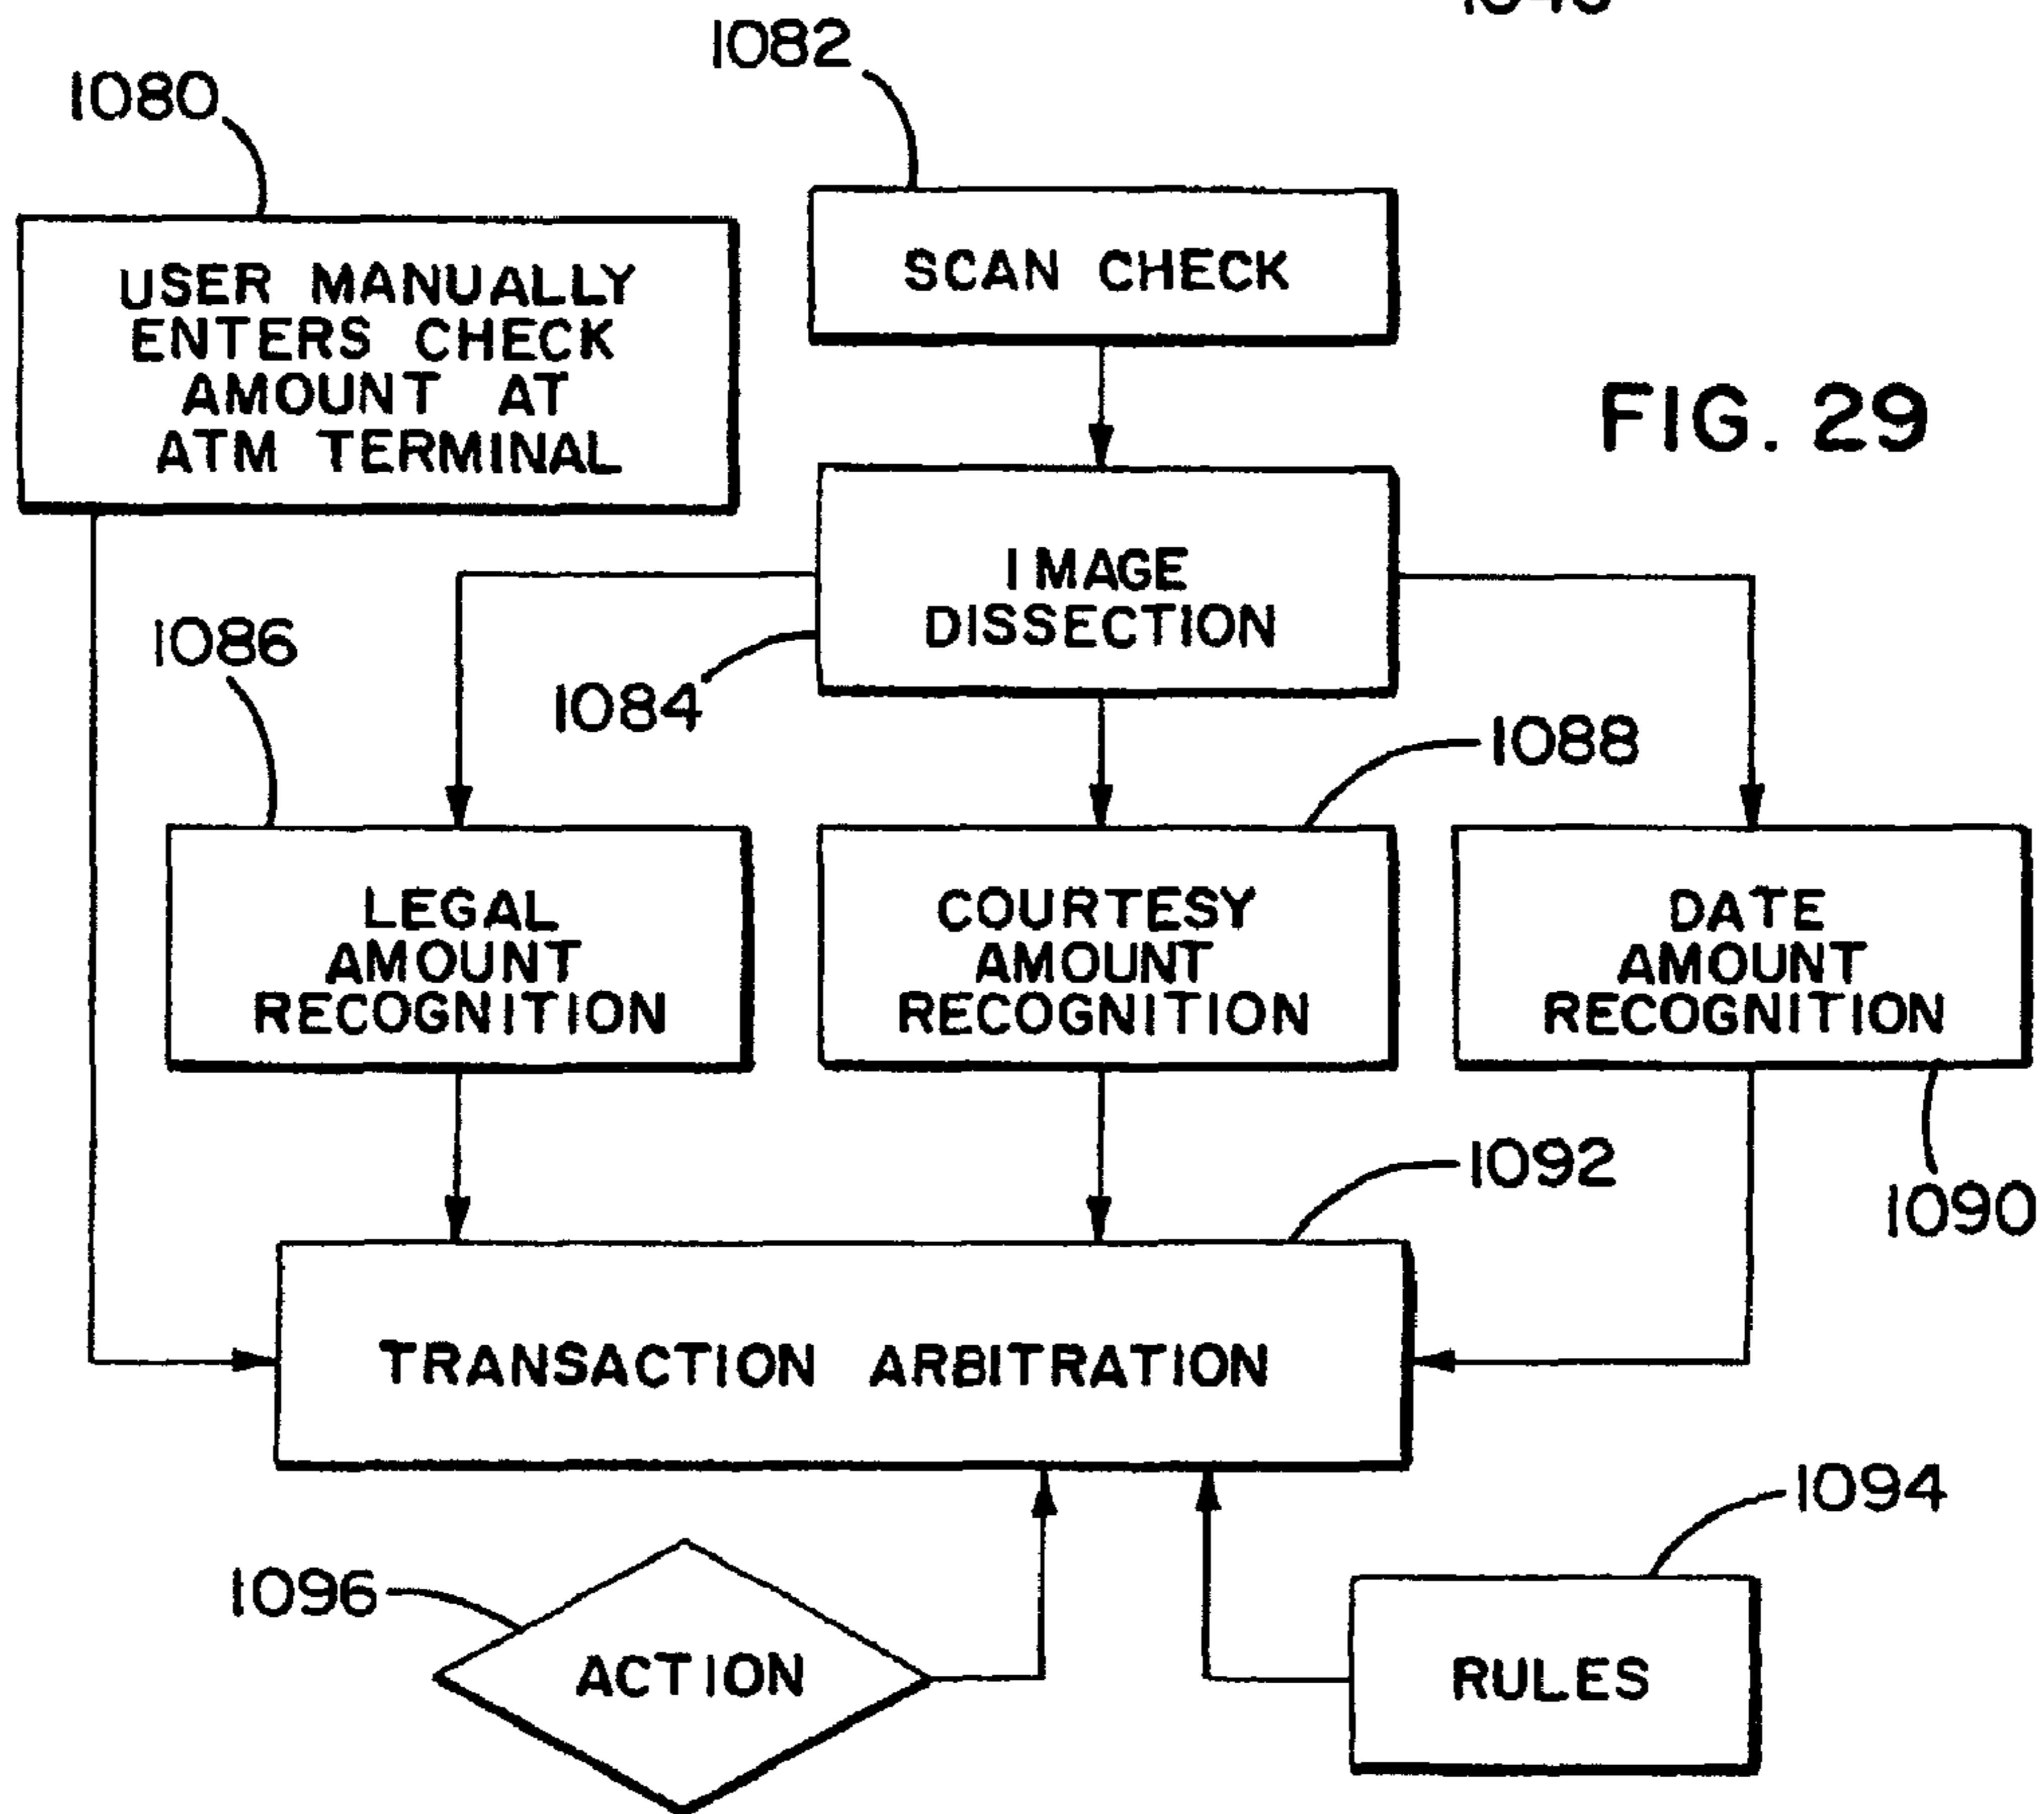 1082
1080
USER MANUALLY
ENTERS CHECK
AMOUNT AT
ATM TERMINAL
SCAN CHECK
FIG. 29
IMAGE
DISSECTION
1084
1086
1088
LEGAL
AMOUNT
RECOGNITION
COURTESY
AMOUNT
RECOGNITION
DATE
AMOUNT
RECOGNITION
1090
1092
TRANSACTION ARBITRATION
1094
1096
ACTION
RULES